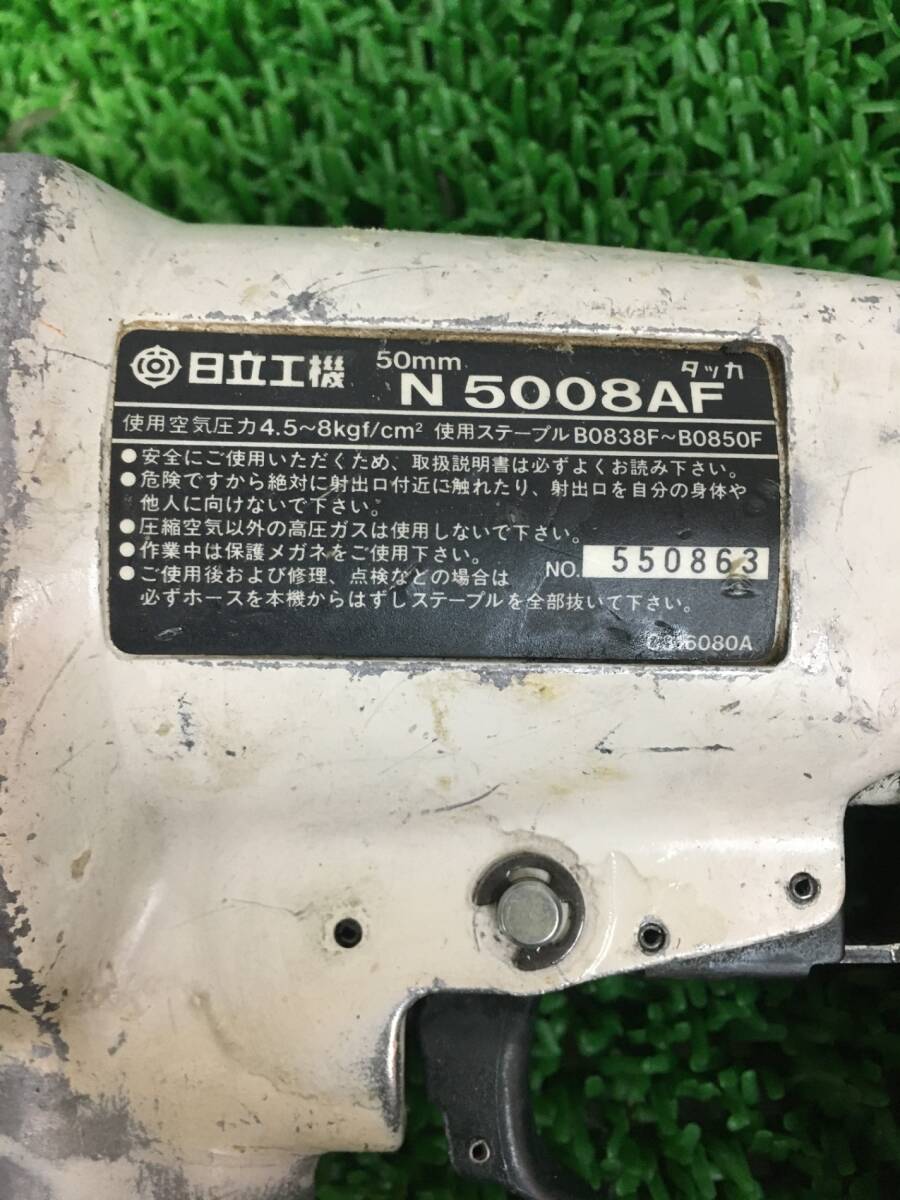 日立工機 50mm N 5008AF タッカ
使用空気圧力4.5~8kgf/cm² 使用ステープルB0838F~B0850F
●安全にご使用いただくため、取扱説明書は必ずよくお読み下さい。
●危険ですから絶対に射出口付近に触れたり、射出口を自分の身体や
他人に向けないで下さい。
●圧縮空気以外の高圧ガスは使用しないで下さい。
●作業中は保護メガネをご使用下さい。
●ご使用後および修理、点検などの場合は
必ずホースを本機からはずしステープルを全部抜いて下さい。
NO. 550863